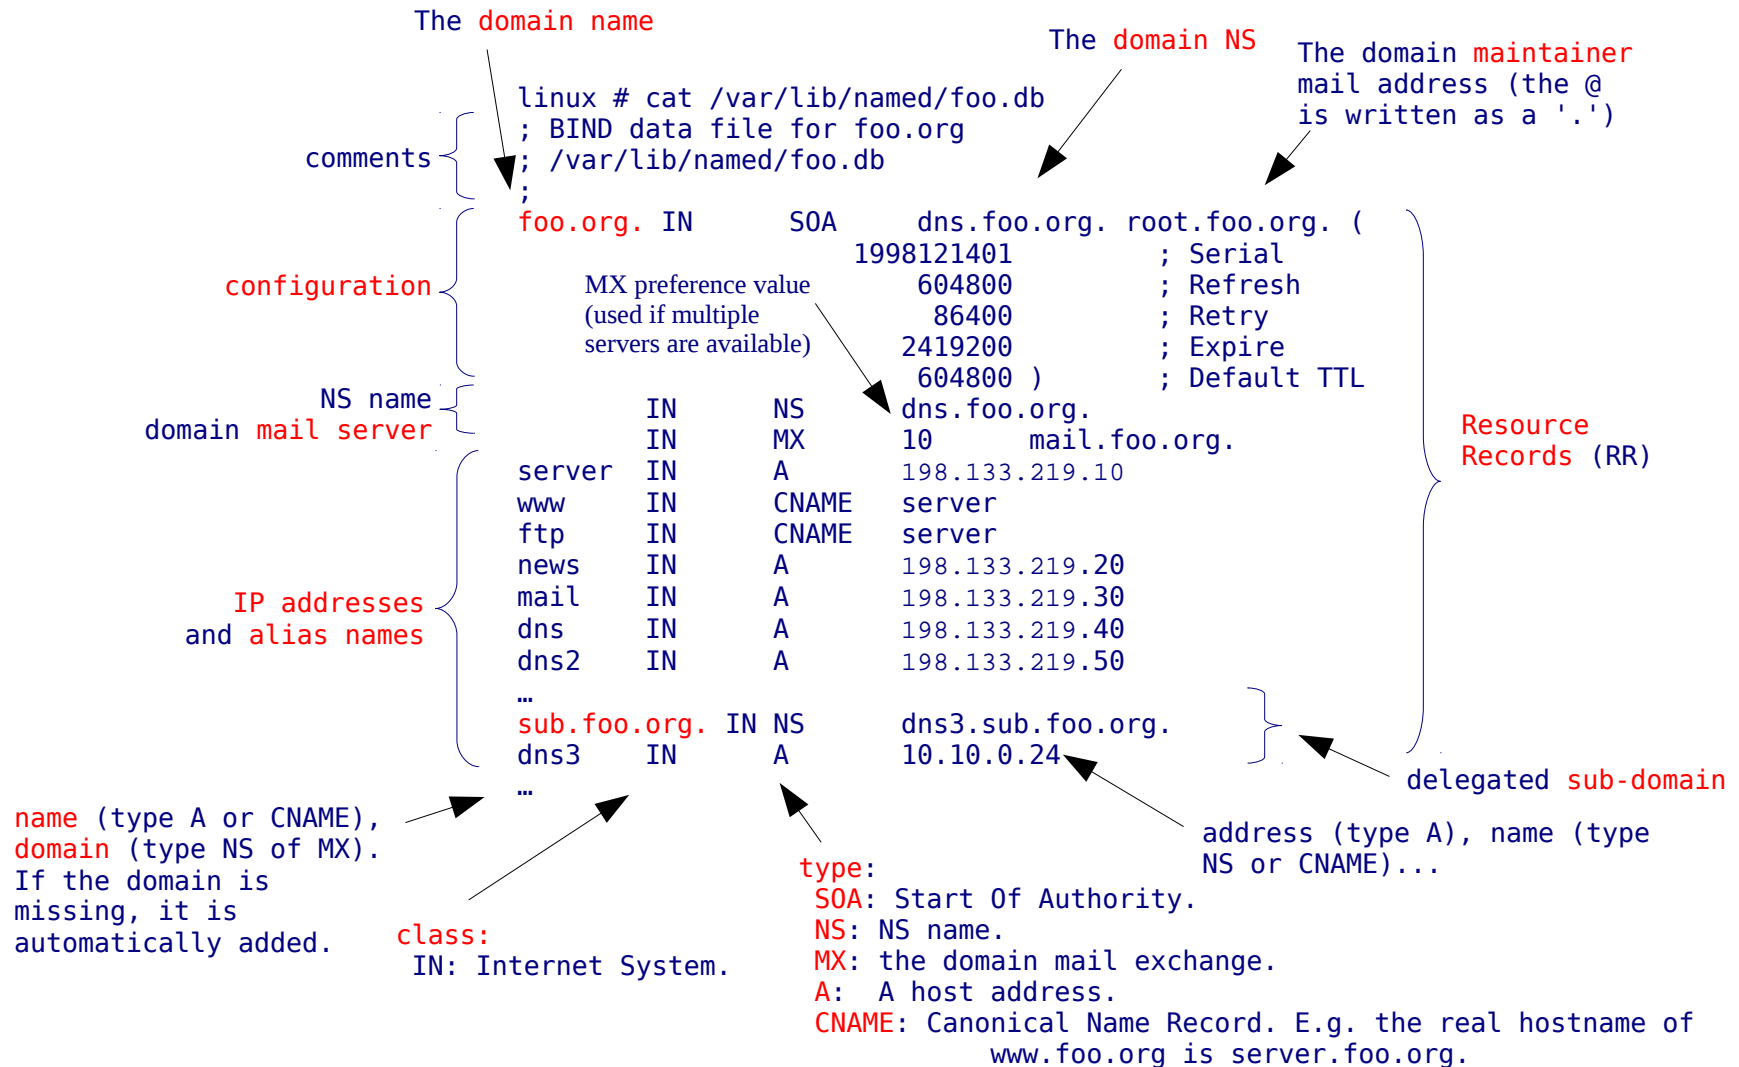 The domain name
The domain NS
The domain maintainer
mail address (the @
is written as a '.')
linux # cat /var/lib/named/foo.db
; BIND data file for foo.org
comments
; /var/lib/named/foo.db
;
foo.org. IN SOA dns.foo.org. root.foo.org. (
1998121401 ; Serial
configuration
MX preference value
(used if multiple
servers are available)
604800 ; Refresh
86400 ; Retry
2419200 ; Expire
604800 ) ; Default TTL
NS name
domain mail server
IN NS dns.foo.org.
IN MX 10 mail.foo.org.
Resource
Records (RR)
server IN A 198.133.219.10
www IN CNAME server
ftp IN CNAME server
news IN A 198.133.219.20
IP addresses
and alias names
mail IN A 198.133.219.30
dns IN A 198.133.219.40
dns2 IN A 198.133.219.50
…
sub.foo.org. IN NS dns3.sub.foo.org.
dns3 IN A 10.10.0.24
…
delegated sub-domain
name (type A or CNAME),
domain (type NS of MX).
If the domain is
missing, it is
automatically added.
class:
IN: Internet System.
address (type A), name (type
NS or CNAME)...
type:
SOA: Start Of Authority.
NS: NS name.
MX: the domain mail exchange.
A: A host address.
CNAME: Canonical Name Record. E.g. the real hostname of
www.foo.org is server.foo.org.